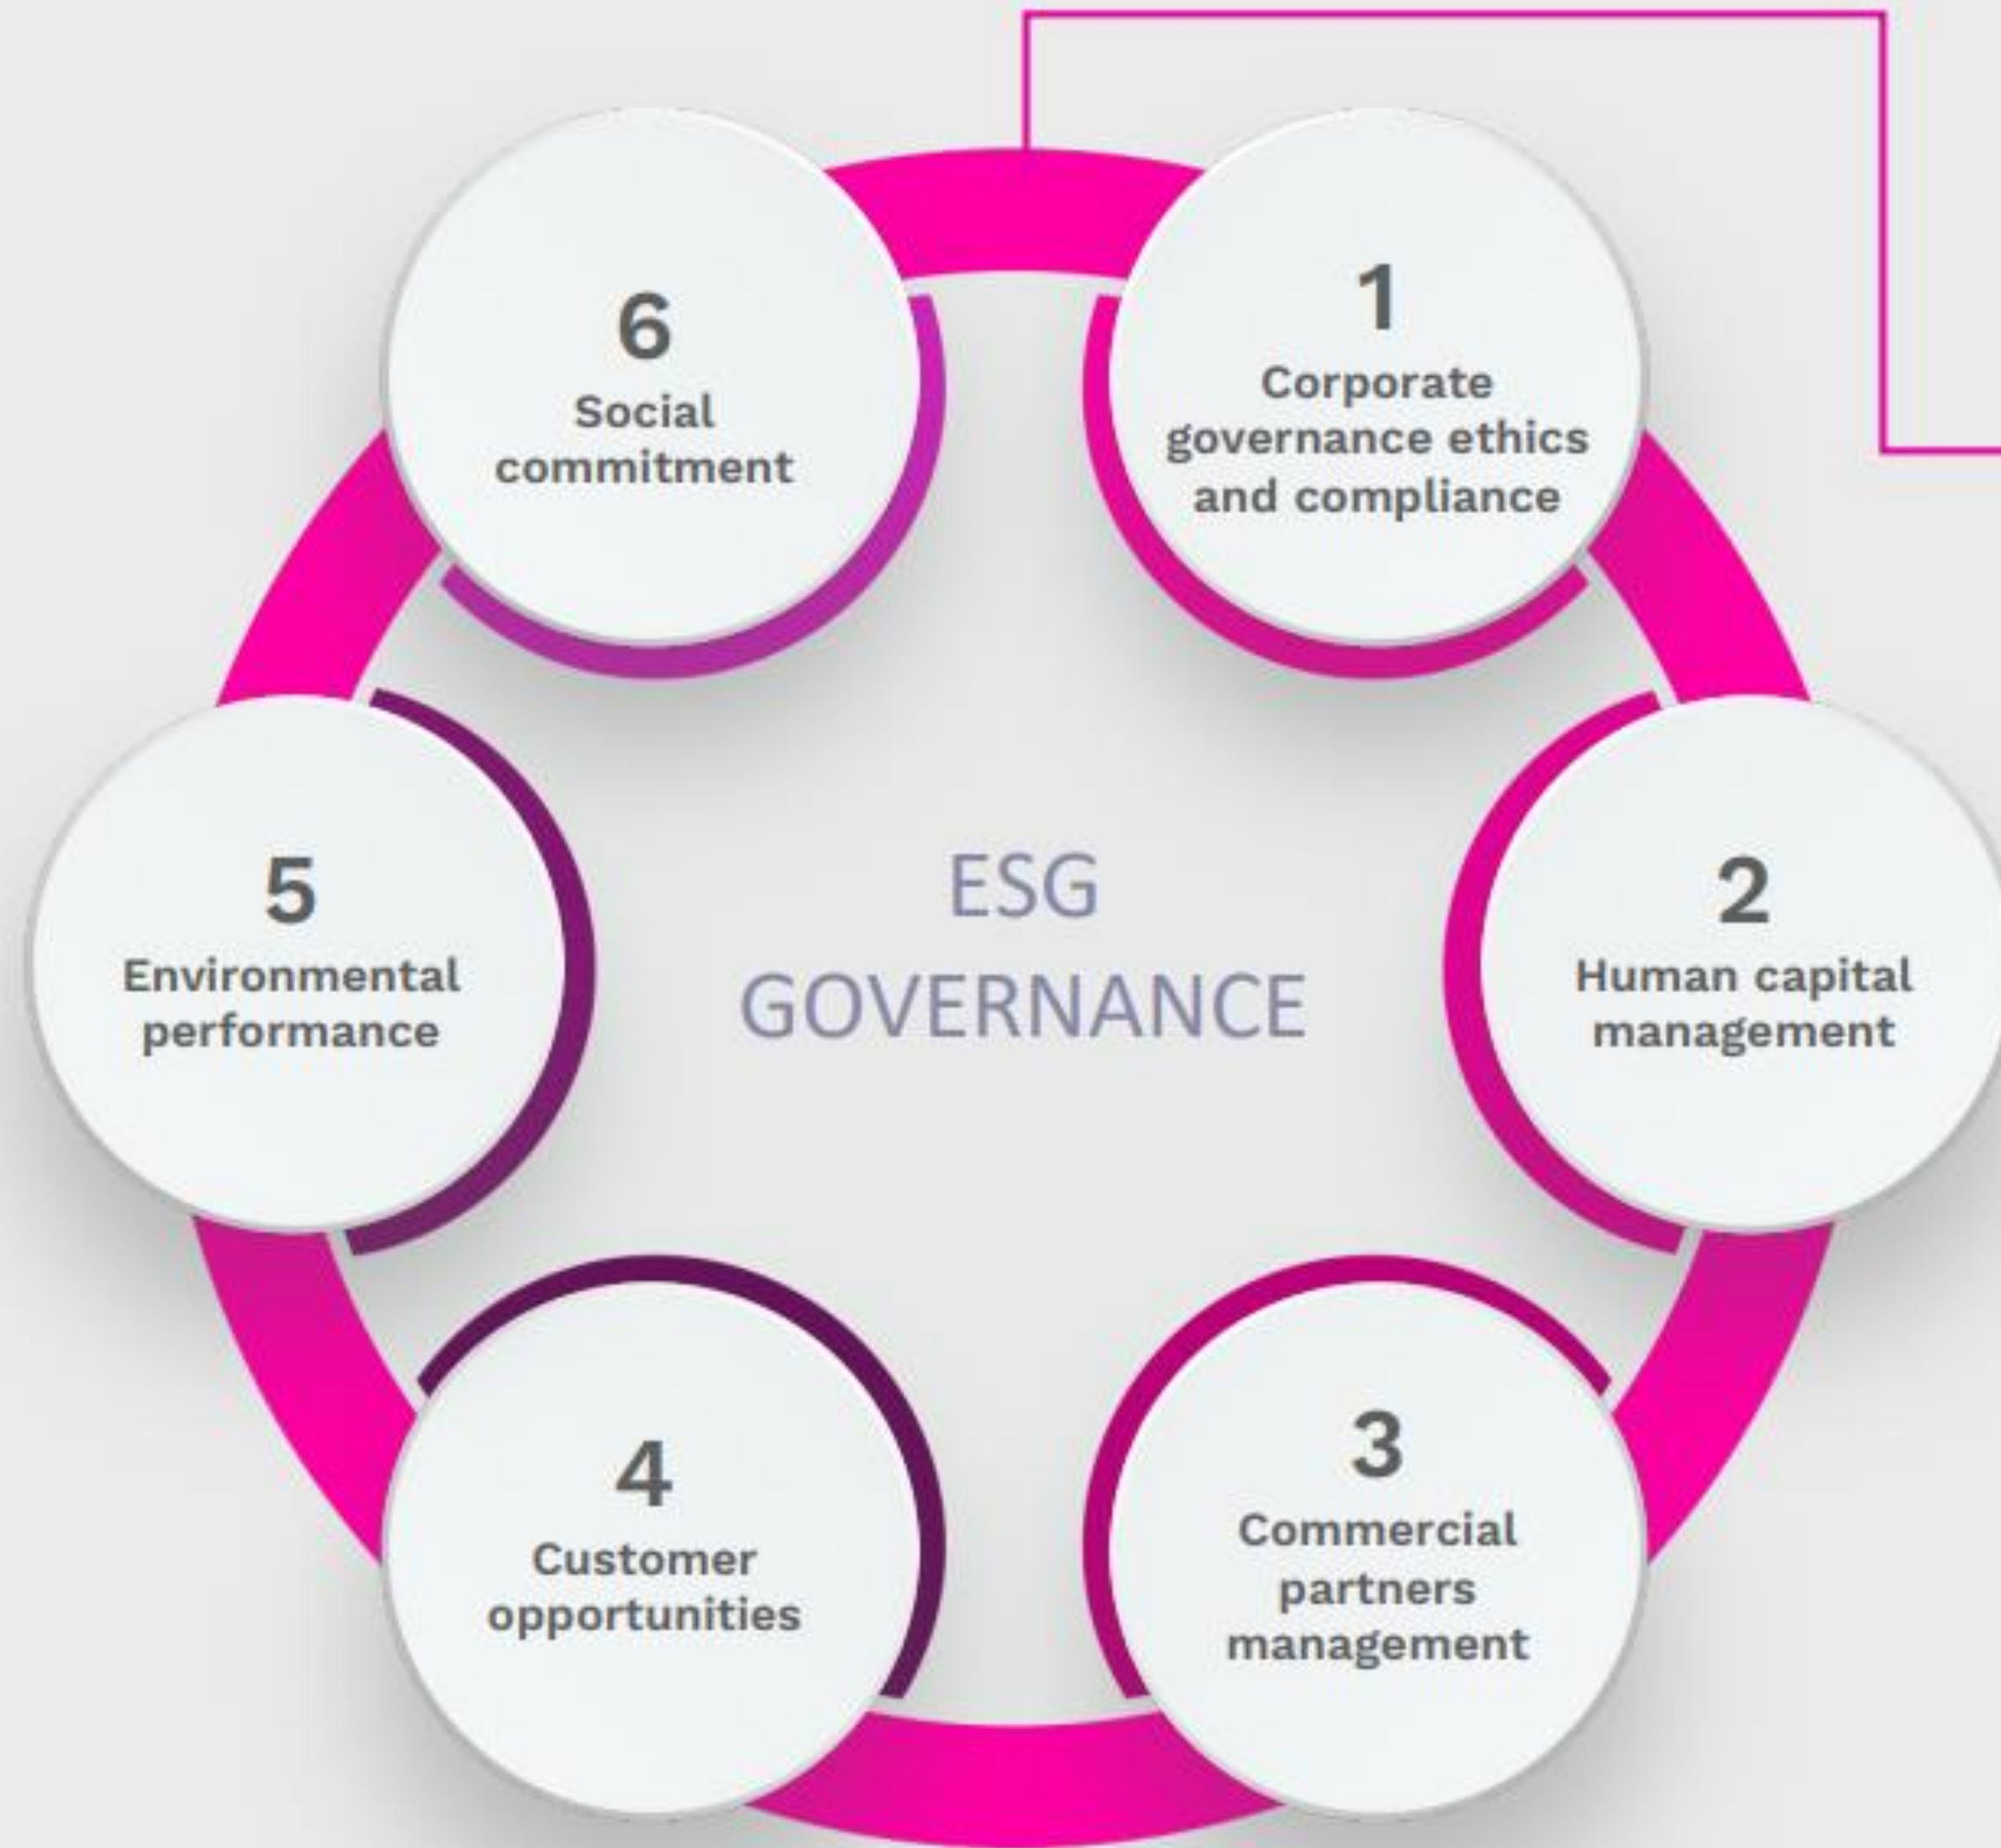 6
Social
commitment
1
Corporate
governance ethics
and compliance
5
Environmental
performance
ESG
GOVERNANCE
2
Human capital
management
4
Customer
opportunities
3
Commercial
partners
management